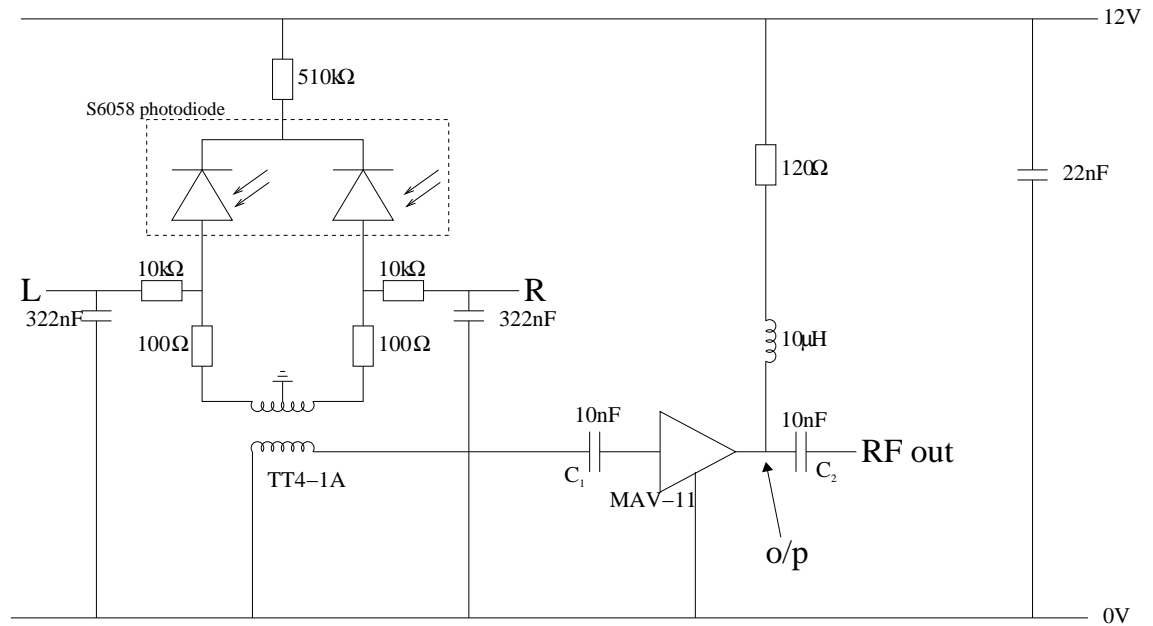 12V
510kΩ
S6058 photodiode
120Ω
22nF
10kΩ
10kΩ
L
R
322nF
322nF
100Ω
100Ω
10μH
10nF
10nF
RF out
C₁
C₂
TT4-1A
MAV-11
o/p
0V